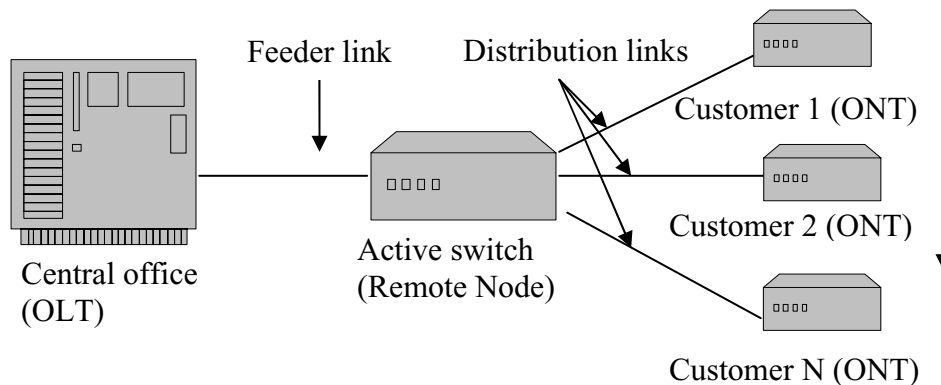 Feeder link
Distribution links
Customer 1 (ONT)
Customer 2 (ONT)
Central office
(OLT)
Active switch
(Remote Node)
Customer N (ONT)